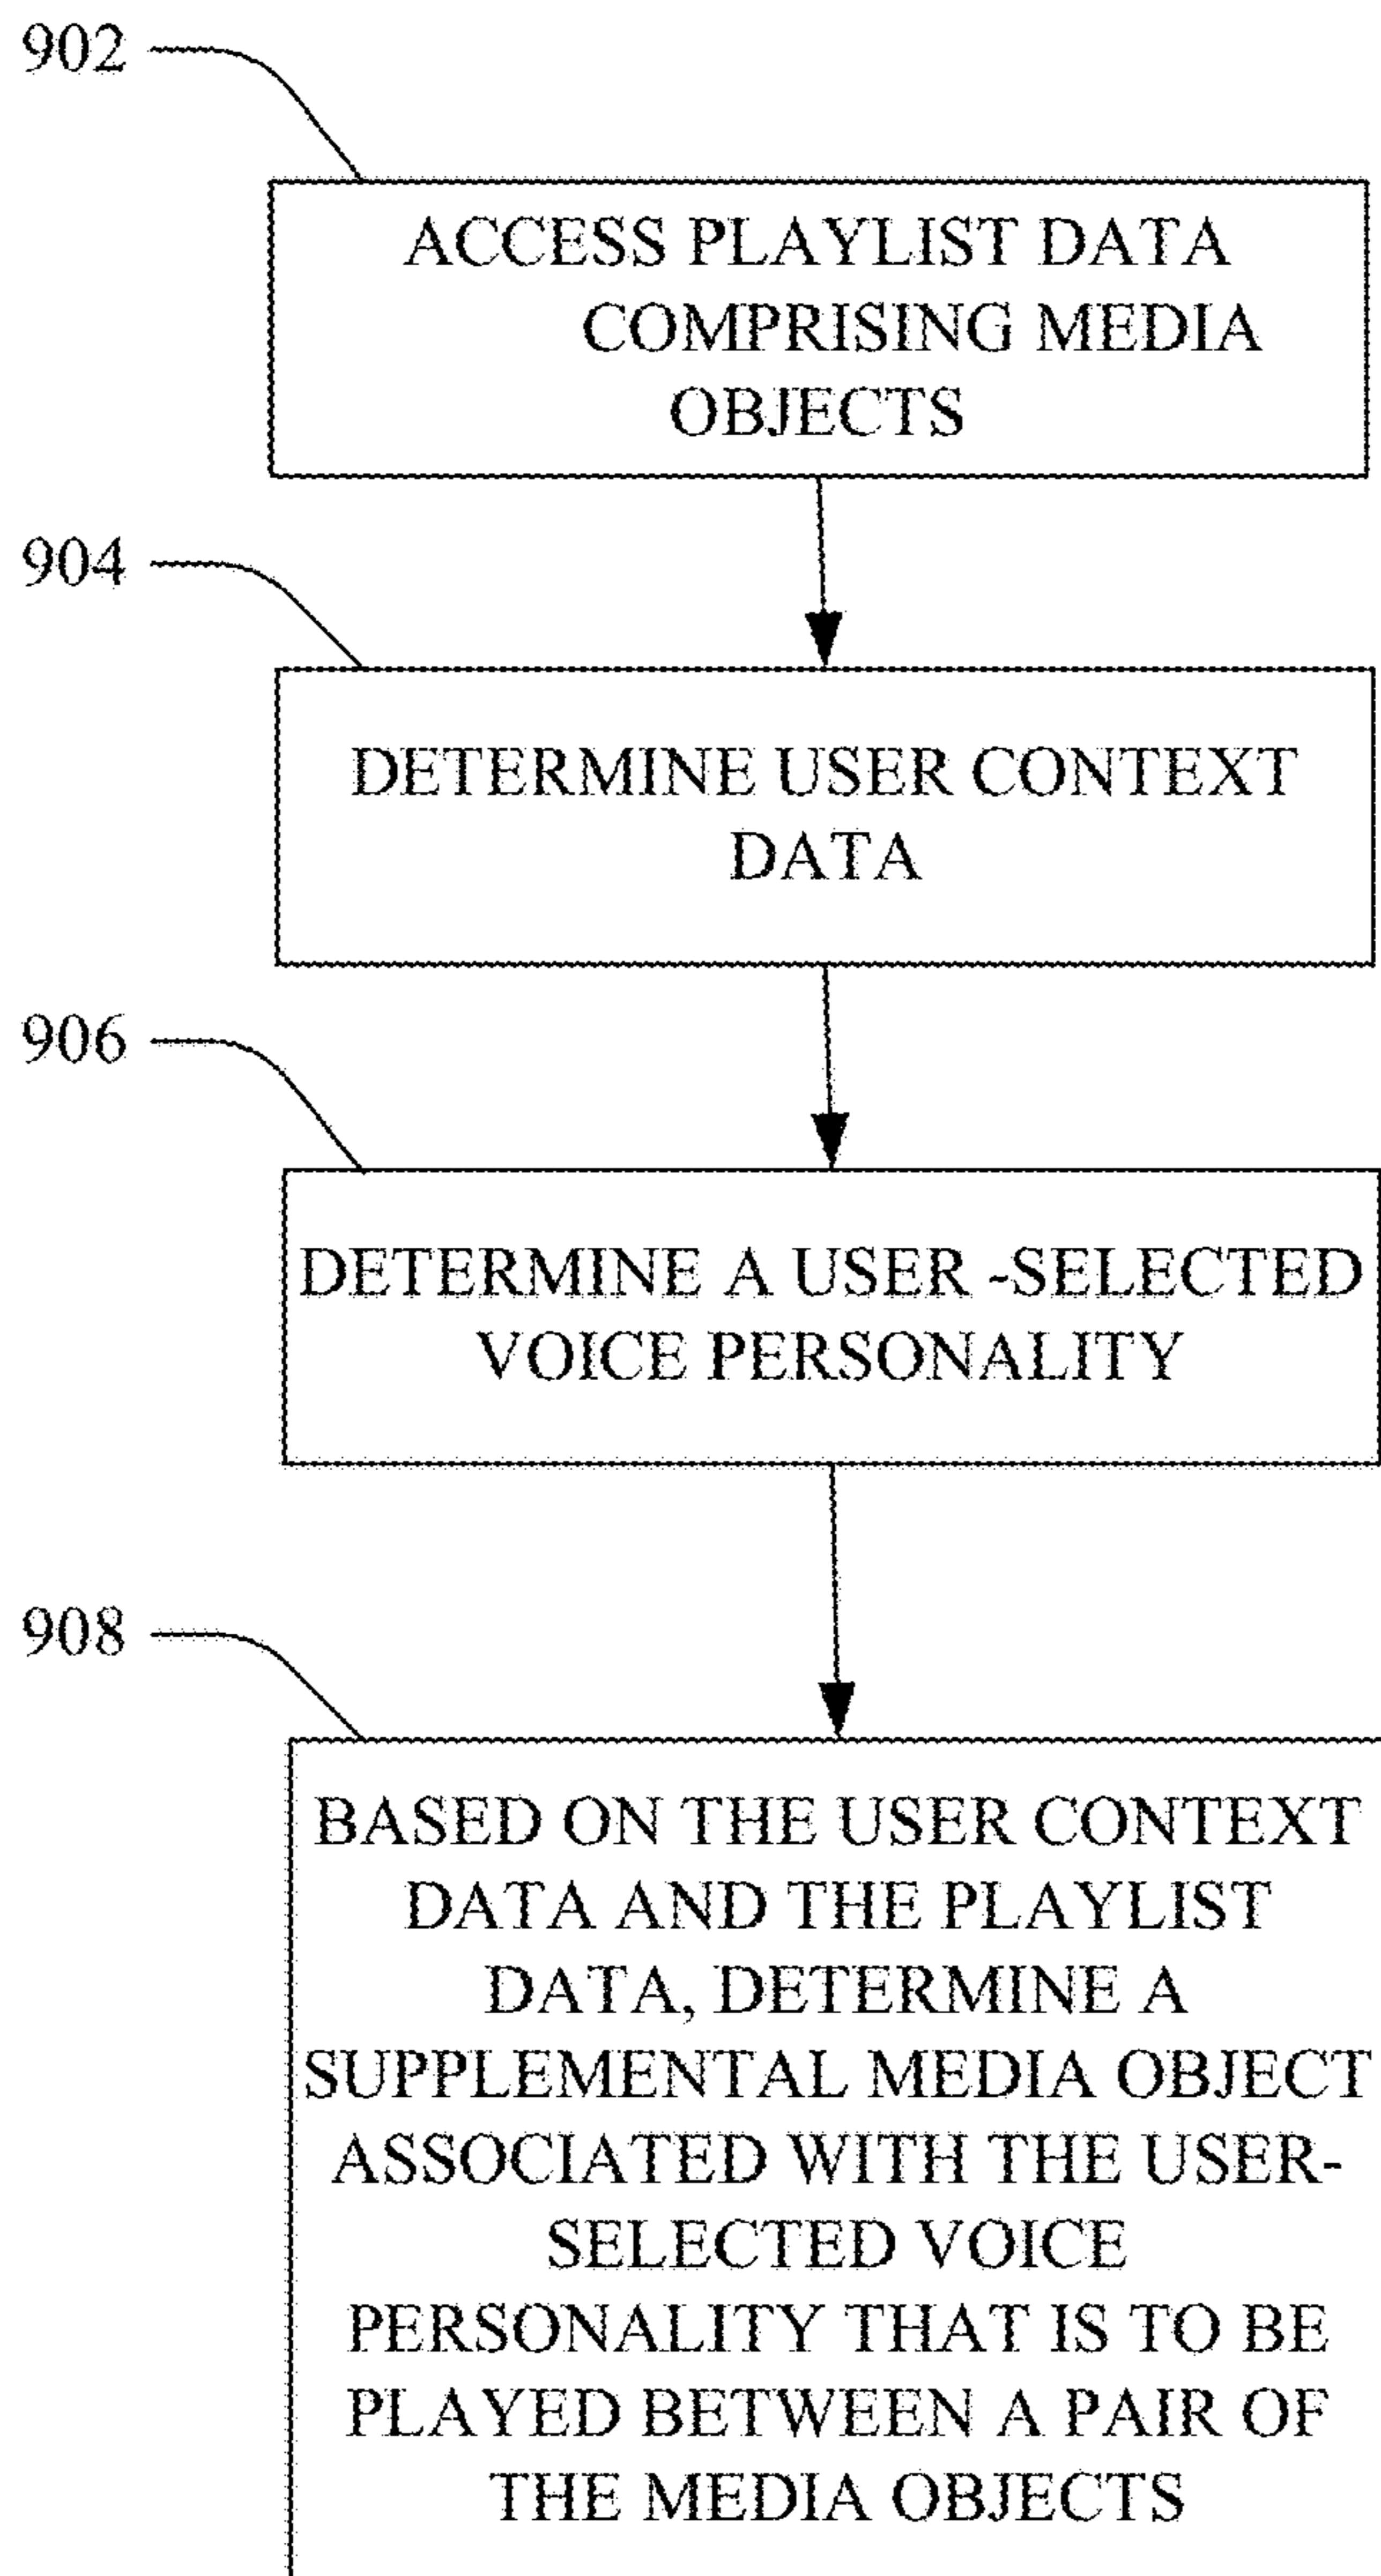 902
ACCESS PLAYLIST DATA
COMPRISING MEDIA
OBJECTS
904
DETERMINE USER CONTEXT
DATA
906
DETERMINE A USER -SELECTED
VOICE PERSONALITY
908
BASED ON THE USER CONTEXT
DATA AND THE PLAYLIST
DATA, DETERMINE A
SUPPLEMENTAL MEDIA OBJECT
ASSOCIATED WITH THE USER-
SELECTED VOICE
PERSONALITY THAT IS TO BE
PLAYED BETWEEN A PAIR OF
THE MEDIA OBJECTS